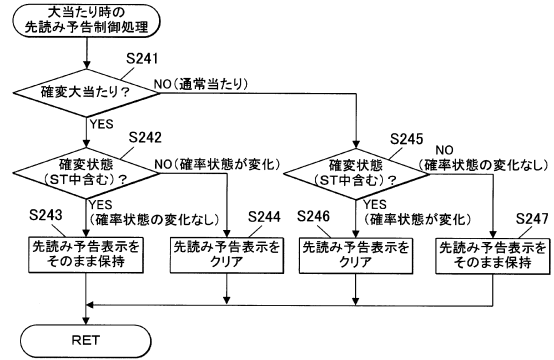 大当たり時の
先読み予告制御処理
S241
確変大当たり？
NO（通常当たり）
YES
S242
確変状態
（ST中含む）？
NO（確率状態が変化）
YES
（確率状態の変化なし）
S245
確変状態
（ST中含む）？
NO
（確率状態の変化なし）
YES
（確率状態が変化）
S243
先読み予告表示を
そのまま保持
S244
先読み予告表示を
クリア
S246
先読み予告表示を
クリア
S247
先読み予告表示を
そのまま保持
RET